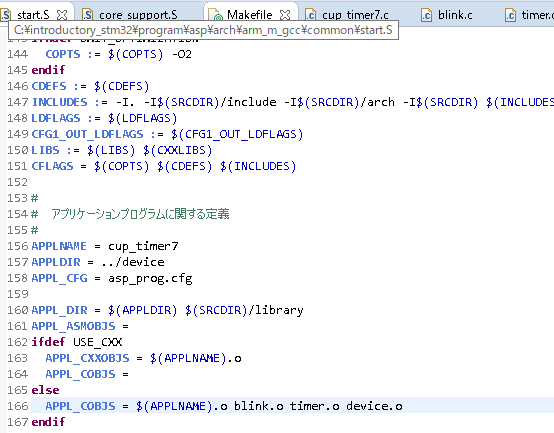 start.S core_support.S Makefile cup_timer7.c blink.c timer.c
C:¥introductory_stm32¥program¥asp¥arch¥arm_m_gcc¥common¥start.S
144 COPTS := $(COPTS) -O2
145 endif
146 CDEFS := $(CDEFS)
147 INCLUDES := -I. -I$(SRCDIR)/include -I$(SRCDIR)/arch -I$(SRCDIR) $(INCLUDES
148 LDFLAGS := $(LDFLAGS)
149 CFG1_OUT_LDFLAGS := $(CFG1_OUT_LDFLAGS)
150 LIBS := $(LIBS) $(CXXLIBS)
151 CFLAGS = $(COPTS) $(CDEFS) $(INCLUDES)
152
153 #
154 # アプリケーションプログラムに関する定義
155 #
156 APPLNAME = cup_timer7
157 APPLDIR = ../device
158 APPL_CFG = asp_prog.cfg
159
160 APPL_DIR = $(APPLDIR) $(SRCDIR)/library
161 APPL_ASMOBJS =
162 ifdef USE_CXX
163 APPL_CXXOBJS = $(APPLNAME).o
164 APPL_COBJS =
165 else
166 APPL_COBJS = $(APPLNAME).o blink.o timer.o device.o
167 endif